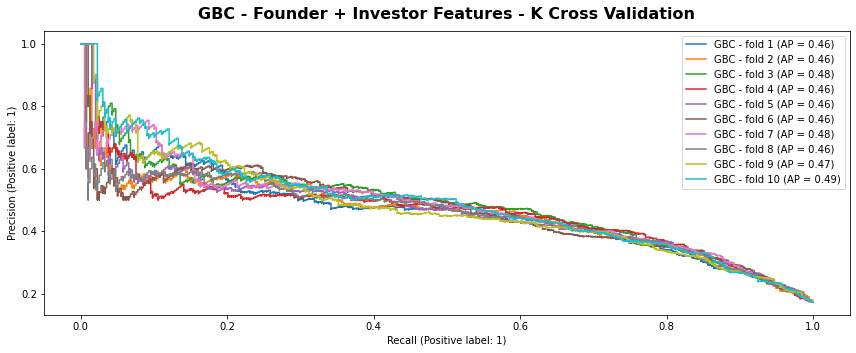 GBC - Founder + Investor Features - K Cross Validation
Precision (Positive label: 1)
1.0
0.8
0.6
0.4
0.2
GBC - fold 1 (AP = 0.46)
GBC - fold 2 (AP = 0.46)
GBC - fold 3 (AP = 0.48)
GBC - fold 4 (AP = 0.46)
GBC - fold 5 (AP = 0.46)
GBC - fold 6 (AP = 0.46)
GBC - fold 7 (AP = 0.48)
GBC - fold 8 (AP = 0.46)
GBC - fold 9 (AP = 0.47)
GBC - fold 10 (AP = 0.49)
0.0 0.2 0.4 0.6 0.8 1.0
Recall (Positive label: 1)